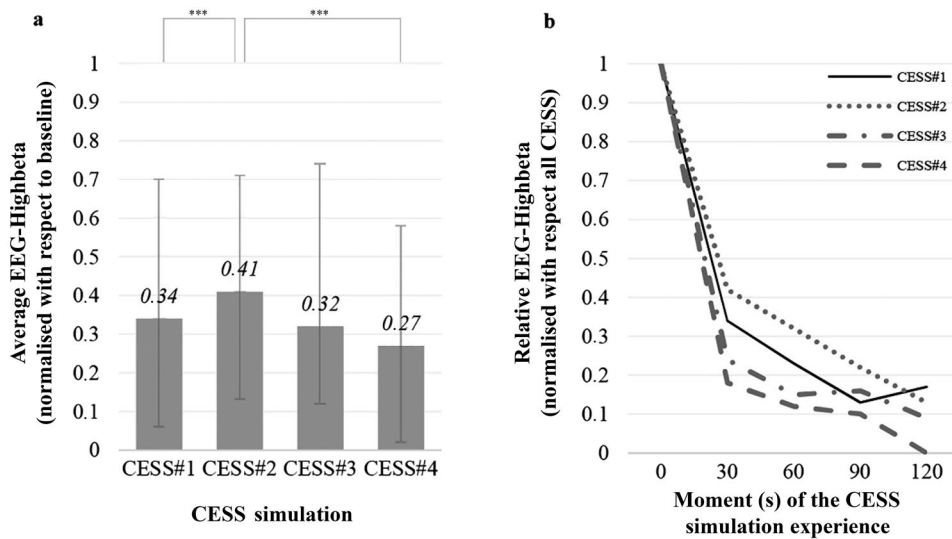 a
***
***
Average EEG-Highbeta
(normalised with respect to baseline)
1
0.9
0.8
0.7
0.6
0.5
0.4
0.3
0.2
0.1
0
0.34
0.41
0.32
0.27
CESS#1
CESS#2
CESS#3
CESS#4
CESS simulation
b
Relative EEG-Highbeta
(normalised with respect all CESS)
1
0.9
0.8
0.7
0.6
0.5
0.4
0.3
0.2
0.1
0
CESS#1
CESS#2
CESS#3
CESS#4
0
30
60
90
120
Moment (s) of the CESS
simulation experience